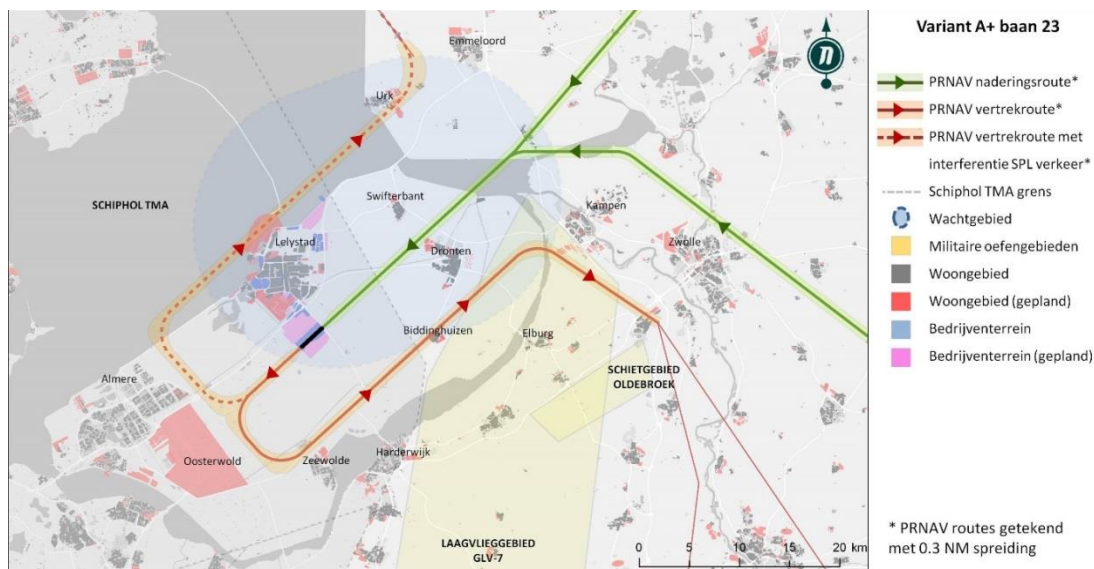 Variant A+ baan 23
PRNAV naderingsroute*
PRNAV vertrekroute*
PRNAV vertrekroute met
interferentie SPL verkeer*
Schiphol TMA grens
Wachtgebied
Militaire oefengebieden
Woongebied
Woongebied (gepland)
Bedrijventerrein
Bedrijventerrein (gepland)
* PRNAV routes getekend
met 0.3 NM spreiding
Emmeloord
Urk
SCHIPHOL TMA
Swifterbant
Kampen
Lelystad
Dronten
Zwolle
Biddinghuizen
Elburg
Almere
SCHIETGEBIED
OLDEBROEK
Oosterwold
Zeewolde
Harderwijk
LAAGVLIEGGEBIED
GLV-7
0 5 10 15 20 km